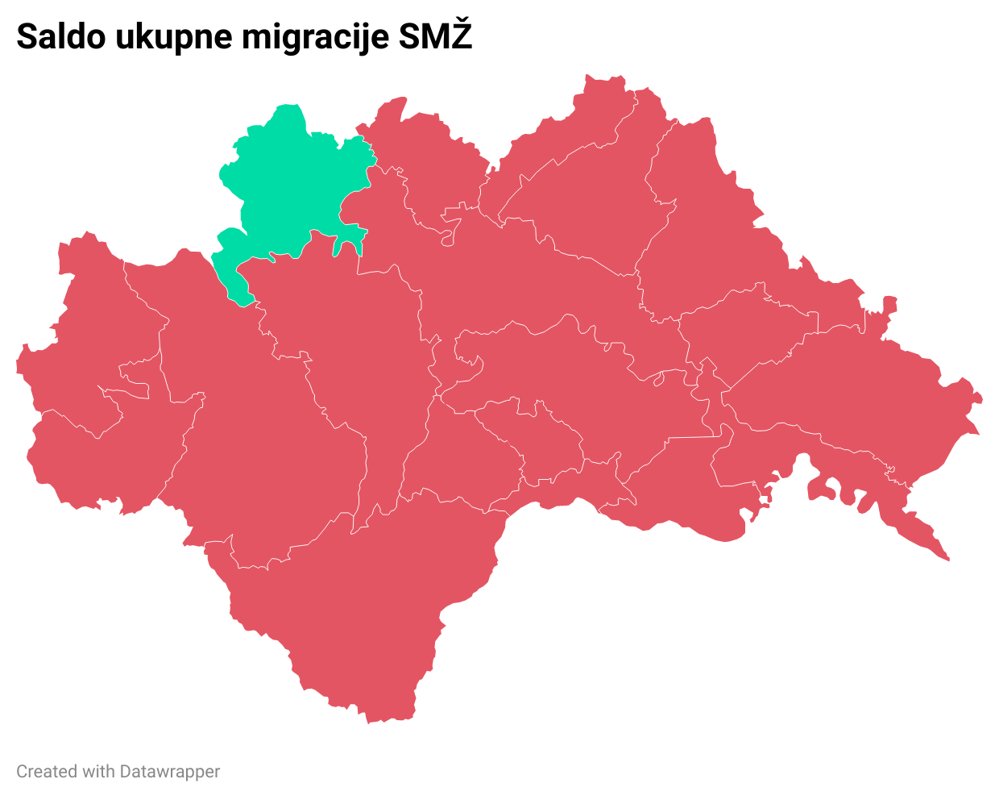 Saldo ukupne migracije SMŽ
Created with Datawrapper